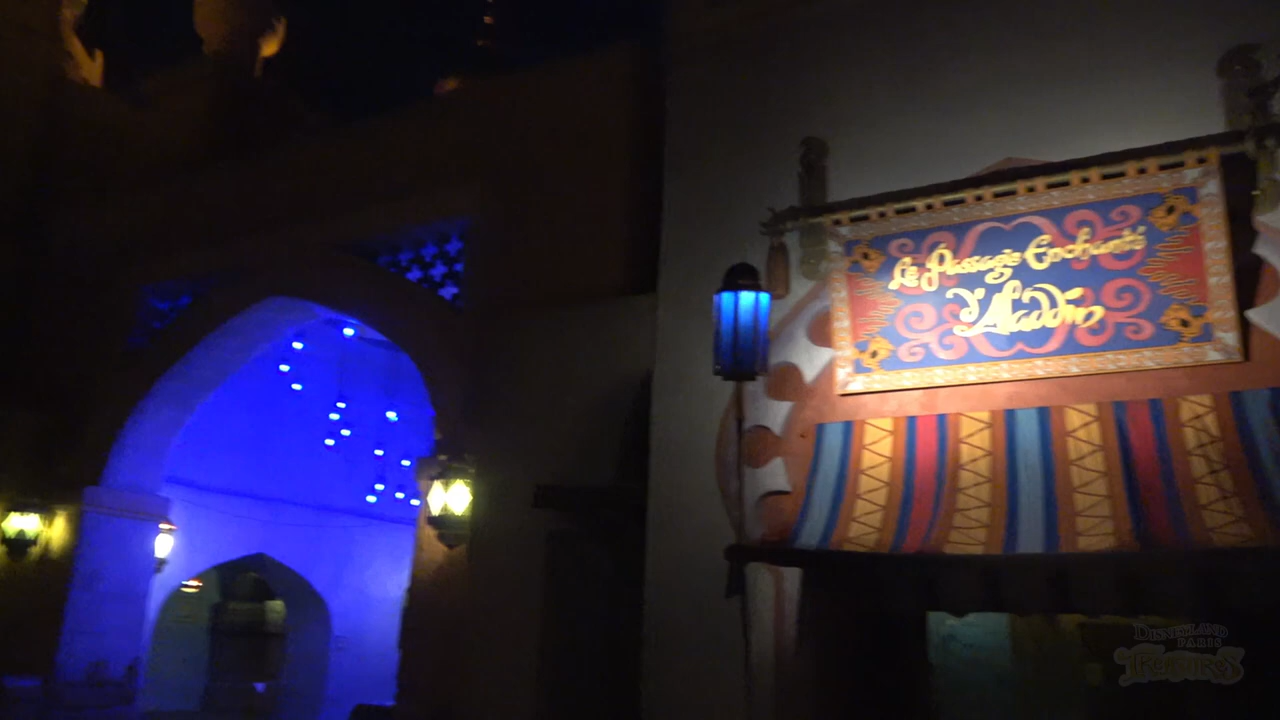 Le Passage Enchanté
d'Aladdin
DISNEYLAND
PARIS
TREASURES